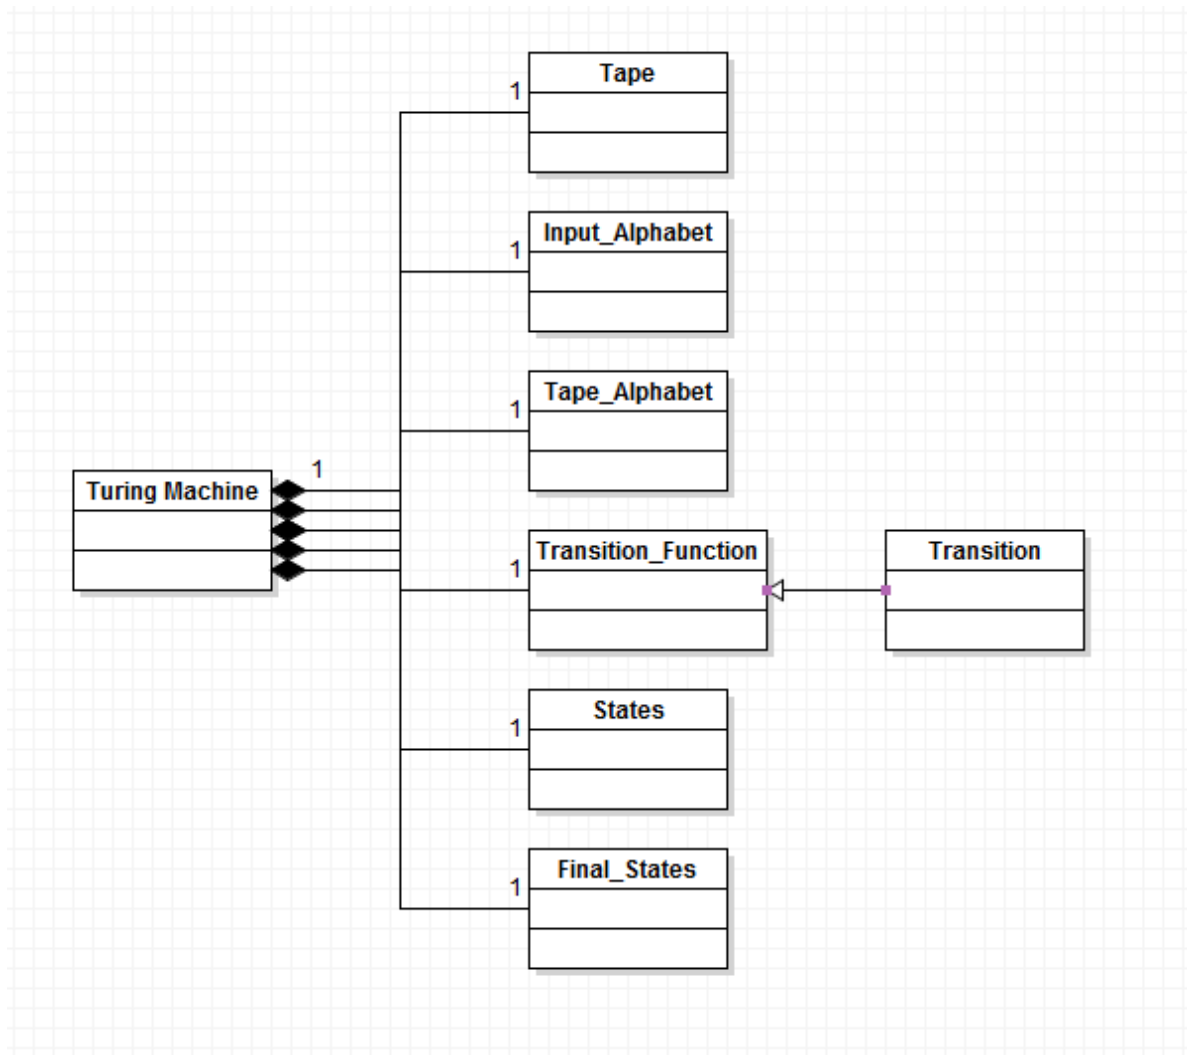 Tape
1
Input_Alphabet
1
Tape_Alphabet
1
Turing Machine
1
Transition_Function
1
Transition
States
1
Final_States
1